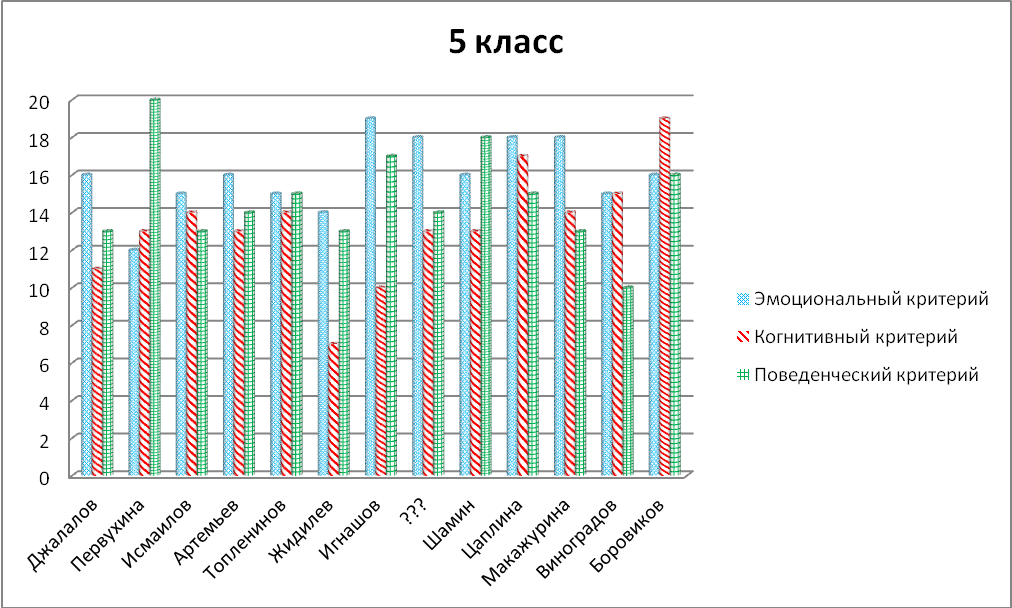 5 класс
20
18
16
14
12
10
8
6
4
2
0
Джалалов
Первухина
Исмаилов
Артемьев
Топленинов
Жидилев
Игнашов
???
Шамин
Цаплина
Макажурина
Виноградов
Боровиков
Эмоциональный критерий
Когнитивный критерий
Поведенческий критерий